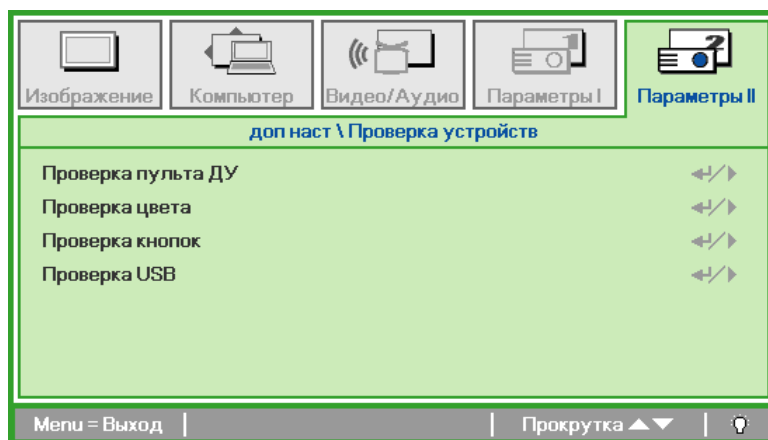 Изображение Компьютер Видео/Аудио Параметры I Параметры II
доп наст \ Проверка устройств
Проверка пульта ДУ
Проверка цвета
Проверка кнопок
Проверка USB
Menu = Выход Прокрутка ▲▼